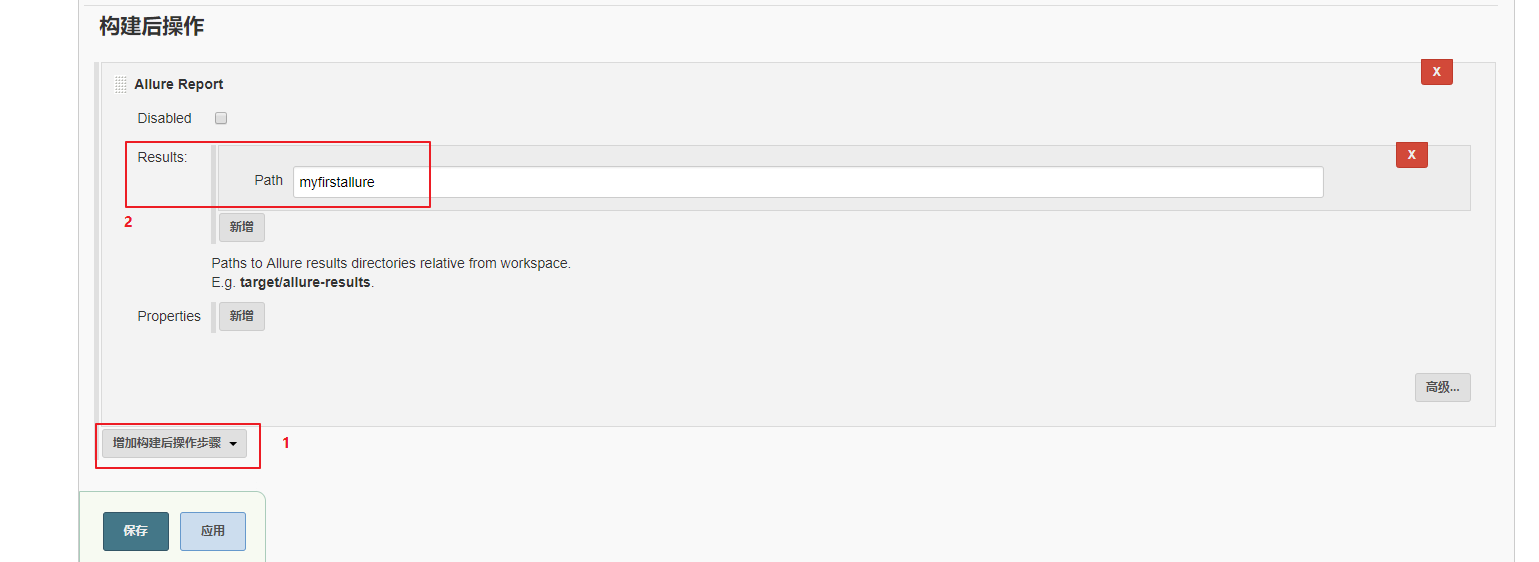 构建后操作
Allure Report
X
Disabled
Results:
X
Path
myfirstallure
2
新增
Paths to Allure results directories relative from workspace.
E.g. target/allure-results.
Properties
新增
高级...
增加构建后操作步骤
1
保存
应用